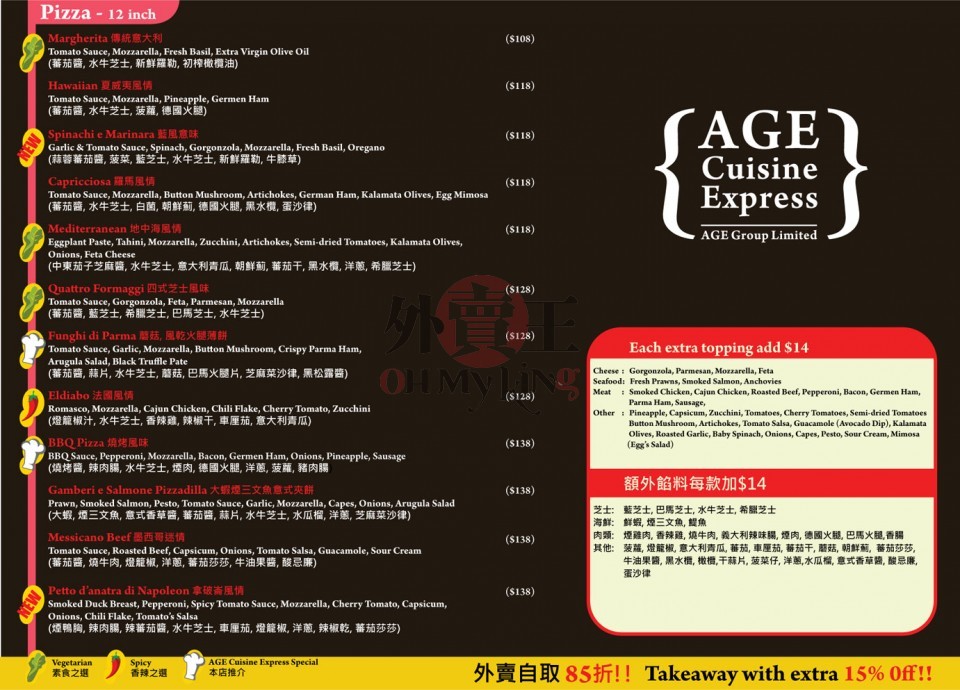 Pizza - 12 inch
Margherita 傳統意大利 ($108)
Tomato Sauce, Mozzarella, Fresh Basil, Extra Virgin Olive Oil
(蕃茄醬, 水牛芝士, 新鮮羅勒, 初榨橄欖油)
Hawaiian 夏威夷風情 ($118)
Tomato Sauce, Mozzarella, Pineapple, Germen Ham
(蕃茄醬, 水牛芝士, 菠蘿, 德國火腿)
NEW
Spinachi e Marinara 藍風意味 ($118)
Garlic & Tomato Sauce, Spinach, Gorgonzola, Mozzarella, Fresh Basil, Oregano
(蒜蓉蕃茄醬, 菠菜, 藍芝士, 水牛芝士, 新鮮羅勒, 牛膝草)
Capricciosa 羅馬風情 ($118)
Tomato Sauce, Mozzarella, Button Mushroom, Artichokes, German Ham, Kalamata Olives, Egg Mimosa
(蕃茄醬, 水牛芝士, 白菌, 朝鮮薊, 德國火腿, 黑水欖, 蛋沙律)
Mediterranean 地中海風情 ($118)
Eggplant Paste, Tahini, Mozzarella, Zucchini, Artichokes, Semi-dried Tomatoes, Kalamata Olives,
Onions, Feta Cheese
(中東茄子芝麻醬, 水牛芝士, 意大利青瓜, 朝鮮薊, 蕃茄干, 黑水欖, 洋蔥, 希臘芝士)
Quattro Formaggi 四式芝士風味 ($128)
Tomato Sauce, Gorgonzola, Feta, Parmesan, Mozzarella
(蕃茄醬, 藍芝士, 希臘芝士, 巴馬芝士, 水牛芝士)
Funghi di Parma 蘑菇, 風乾火腿薄餅 ($128)
Tomato Sauce, Garlic, Mozzarella, Button Mushroom, Crispy Parma Ham,
Arugula Salad, Black Truffle Pate
(蕃茄醬, 蒜片, 水牛芝士, 蘑菇, 巴馬火腿片, 芝麻菜沙律, 黑松露醬)
Eldiabo 法國風情 ($128)
Romasco, Mozzarella, Cajun Chicken, Chili Flake, Cherry Tomato, Zucchini
(燈籠椒汁, 水牛芝士, 香辣雞, 辣椒干, 車厘茄, 意大利青瓜)
BBQ Pizza 燒烤風味 ($138)
BBQ Sauce, Pepperoni, Mozzarella, Bacon, Germen Ham, Onions, Pineapple, Sausage
(燒烤醬, 辣肉腸, 水牛芝士, 煙肉, 德國火腿, 洋蔥, 菠蘿, 豬肉腸)
Gamberi e Salmone Pizzadilla 大蝦煙三文魚意式夾餅 ($138)
Prawn, Smoked Salmon, Pesto, Tomato Sauce, Garlic, Mozzarella, Capes, Onions, Arugula Salad
(大蝦, 煙三文魚, 意式香草醬, 蕃茄醬, 蒜片, 水牛芝士, 水瓜榴, 洋蔥, 芝麻菜沙律)
Messicano Beef 墨西哥迷情 ($138)
Tomato Sauce, Roasted Beef, Capsicum, Onions, Tomato Salsa, Guacamole, Sour Cream
(蕃茄醬, 燒牛肉, 燈籠椒, 洋蔥, 蕃茄莎莎, 牛油果醬, 酸忌廉)
NEW
Petto d'anatra di Napoleon 拿破崙風情 ($138)
Smoked Duck Breast, Pepperoni, Spicy Tomato Sauce, Mozzarella, Cherry Tomato, Capsicum,
Onions, Chili Flake, Tomato's Salsa
(煙鴨胸, 辣肉腸, 辣蕃茄醬, 水牛芝士, 車厘茄, 燈籠椒, 洋蔥, 辣椒乾, 蕃茄莎莎)
外賣王
OH My Ling
AGE
Cuisine
Express
AGE Group Limited
Each extra topping add $14
Cheese : Gorgonzola, Parmesan, Mozzarella, Feta
Seafood: Fresh Prawns, Smoked Salmon, Anchovies
Meat : Smoked Chicken, Cajun Chicken, Roasted Beef, Pepperoni, Bacon, Germen Ham,
Parma Ham, Sausage,
Other : Pineapple, Capsicum, Zucchini, Tomatoes, Cherry Tomatoes, Semi-dried Tomatoes
Button Mushroom, Artichokes, Tomato Salsa, Guacamole (Avocado Dip), Kalamata
Olives, Roasted Garlic, Baby Spinach, Onions, Capes, Pesto, Sour Cream, Mimosa
(Egg's Salad)
額外餡料每款加$14
芝士: 藍芝士, 巴馬芝士, 水牛芝士, 希臘芝士
海鮮: 鮮蝦, 煙三文魚, 鯷魚
肉類: 煙雞肉, 香辣雞, 燒牛肉, 義大利辣味腸, 煙肉, 德國火腿, 巴馬火腿,香腸
其他: 菠蘿, 燈籠椒, 意大利青瓜, 蕃茄, 車厘茄, 蕃茄干, 蘑菇, 朝鮮薊, 蕃茄莎莎,
牛油果醬, 黑水欖, 橄欖,干蒜片, 菠菜仔, 洋蔥,水瓜榴, 意式香草醬, 酸忌廉,
蛋沙律
Vegetarian
素食之選
Spicy
香辣之選
AGE Cuisine Express Special
本店推介
外賣自取 85折!! Takeaway with extra 15% Off!!